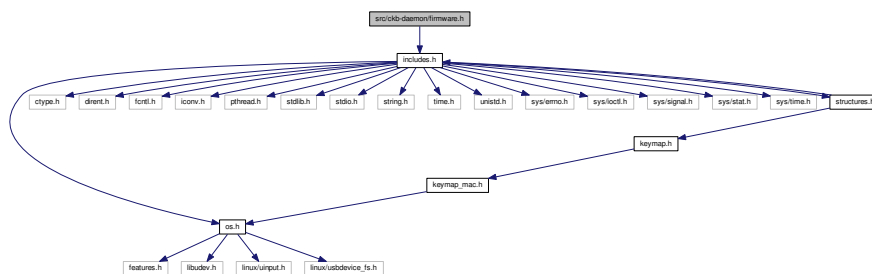 src/ckb-daemon/firmware.h
includes.h
ctype.h dirent.h fcntl.h iconv.h pthread.h stdlib.h stdio.h string.h time.h unistd.h sys/errno.h sys/ioctl.h sys/signal.h sys/stat.h sys/time.h structures.h
keymap.h
keymap_mac.h
os.h
features.h libudev.h linux/uinput.h linux/usbdevice_fs.h